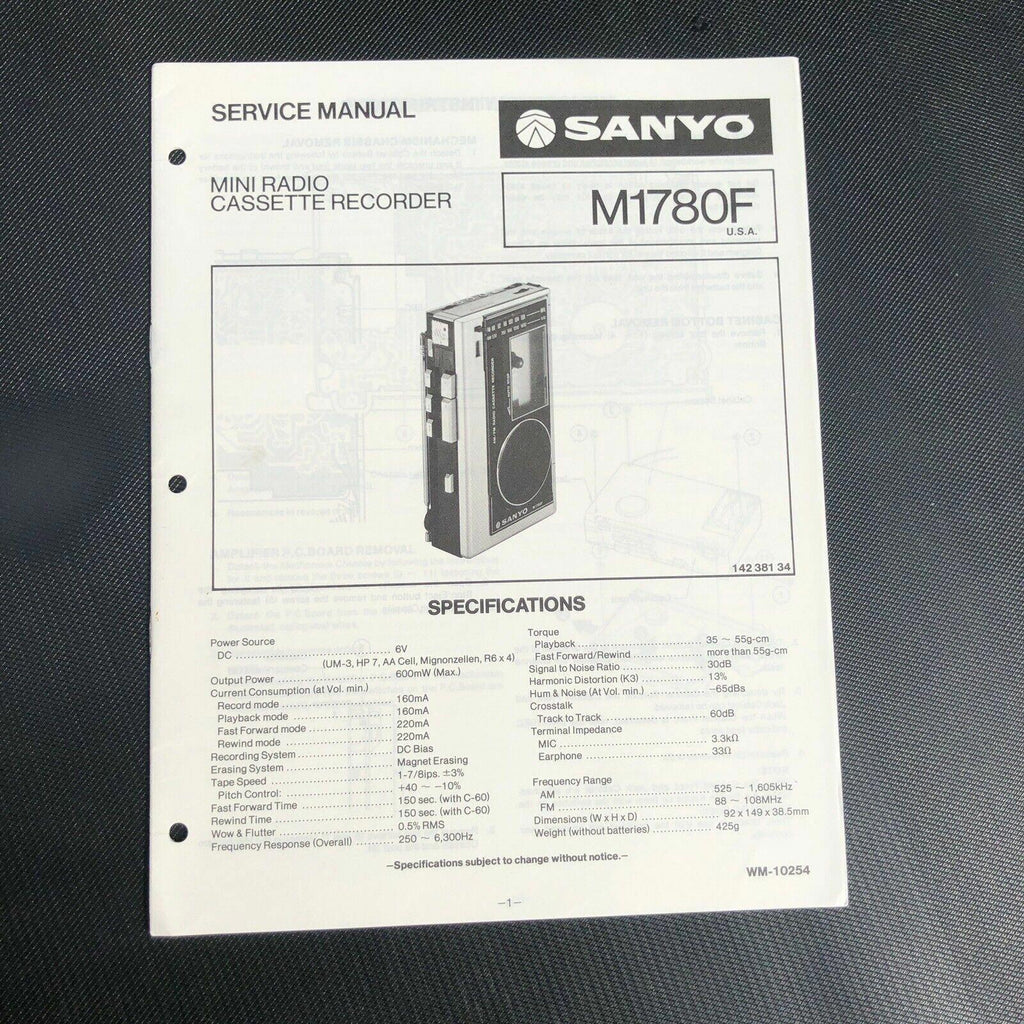 SERVICE MANUAL
SANYO
MINI RADIO
CASSETTE RECORDER
M1780F
U.S.A.
AM/FM RADIO CASSETTE RECORDER
SANYO
142 381 34
SPECIFICATIONS
Power Source
DC ........................................ 6V
(UM-3, HP 7, AA Cell, Mignonzellen, R6 x 4)
Output Power ............................... 600mW (Max.)
Current Consumption (at Vol. min.)
Record mode ............................ 160mA
Playback mode .......................... 160mA
Fast Forward mode ...................... 220mA
Rewind mode ............................ 220mA
Recording System ........................... DC Bias
Erasing System ............................. Magnet Erasing
Tape Speed ................................. 1-7/8ips. ±3%
Pitch Control: ............................. +40 ～ -10%
Fast Forward Time .......................... 150 sec. (with C-60)
Rewind Time ................................ 150 sec. (with C-60)
Wow & Flutter .............................. 0.5% RMS
Frequency Response (Overall) ......... 250 ～ 6,300Hz
Torque
Playback ................................ 35 ～ 55g-cm
Fast Forward/Rewind ................. more than 55g-cm
Signal to Noise Ratio ..................... 30dB
Harmonic Distortion (K3) ................ 13%
Hum & Noise (At Vol. min.) .............. -65dBs
Crosstalk
Track to Track .......................... 60dB
Terminal Impedance
MIC ..................................... 3.3kΩ
Earphone ................................ 33Ω
Frequency Range
AM ...................................... 525 ～ 1,605kHz
FM ...................................... 88 ～ 108MHz
Dimensions (W x H x D) .................. 92 x 149 x 38.5mm
Weight (without batteries) .............. 425g
–Specifications subject to change without notice.–
WM-10254
–1–